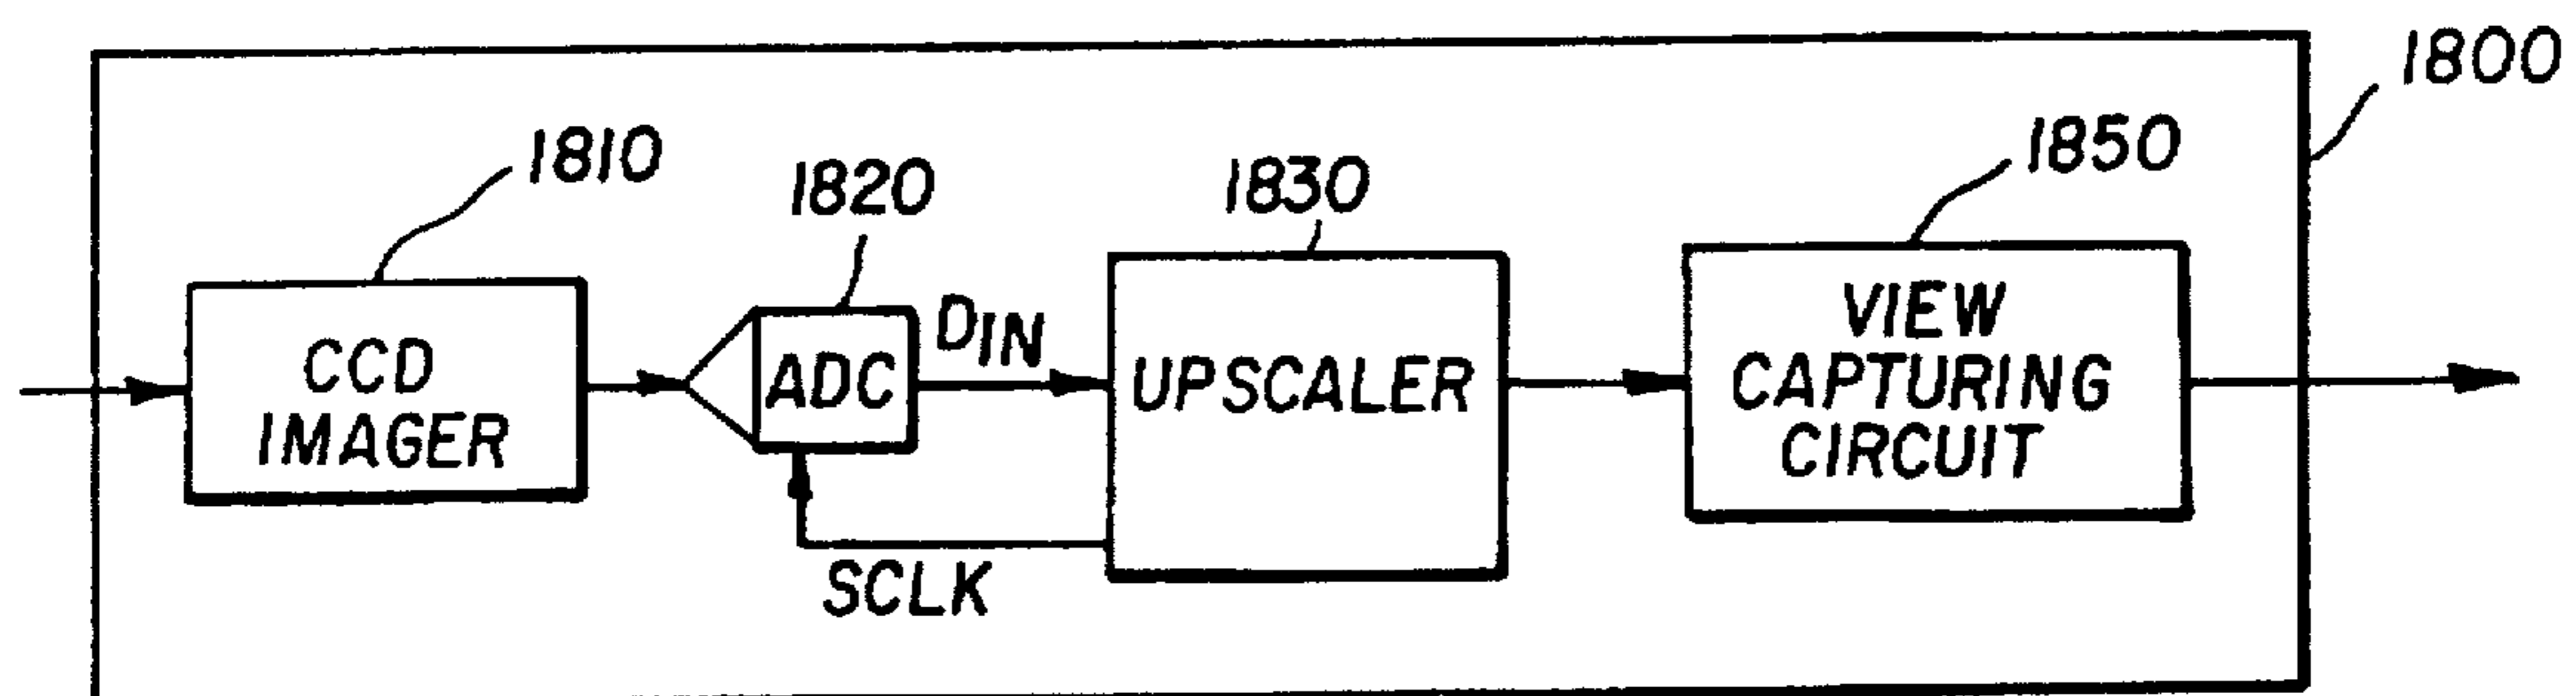 1800
1810
1820
1830
1850
CCD
IMAGER
ADC
DIN
UPSCALER
VIEW
CAPTURING
CIRCUIT
SCLK